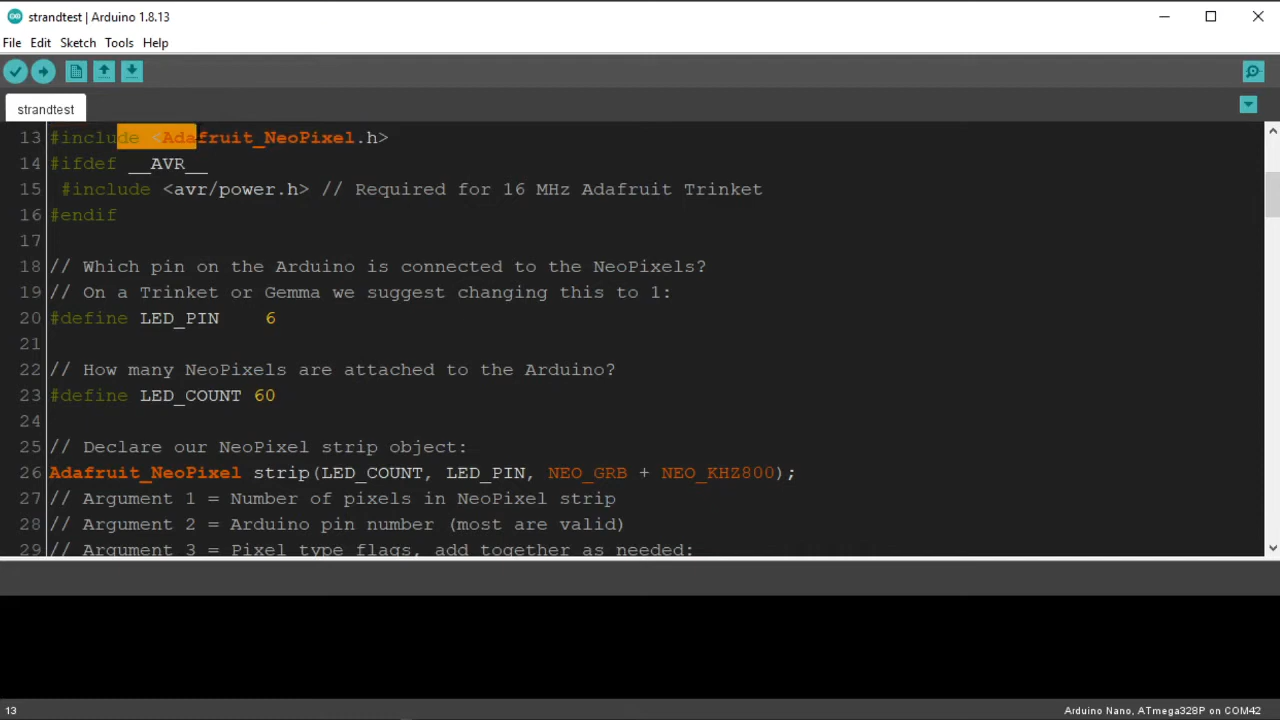 strandtest | Arduino 1.8.13
File Edit Sketch Tools Help
strandtest
13 #include <Adafruit_NeoPixel.h>
14 #ifdef __AVR__
15 #include <avr/power.h> // Required for 16 MHz Adafruit Trinket
16 #endif
17
18 // Which pin on the Arduino is connected to the NeoPixels?
19 // On a Trinket or Gemma we suggest changing this to 1:
20 #define LED_PIN    6
21
22 // How many NeoPixels are attached to the Arduino?
23 #define LED_COUNT 60
24
25 // Declare our NeoPixel strip object:
26 Adafruit_NeoPixel strip(LED_COUNT, LED_PIN, NEO_GRB + NEO_KHZ800);
27 // Argument 1 = Number of pixels in NeoPixel strip
28 // Argument 2 = Arduino pin number (most are valid)
29 // Argument 3 = Pixel type flags, add together as needed:
13 Arduino Nano, ATmega328P on COM42